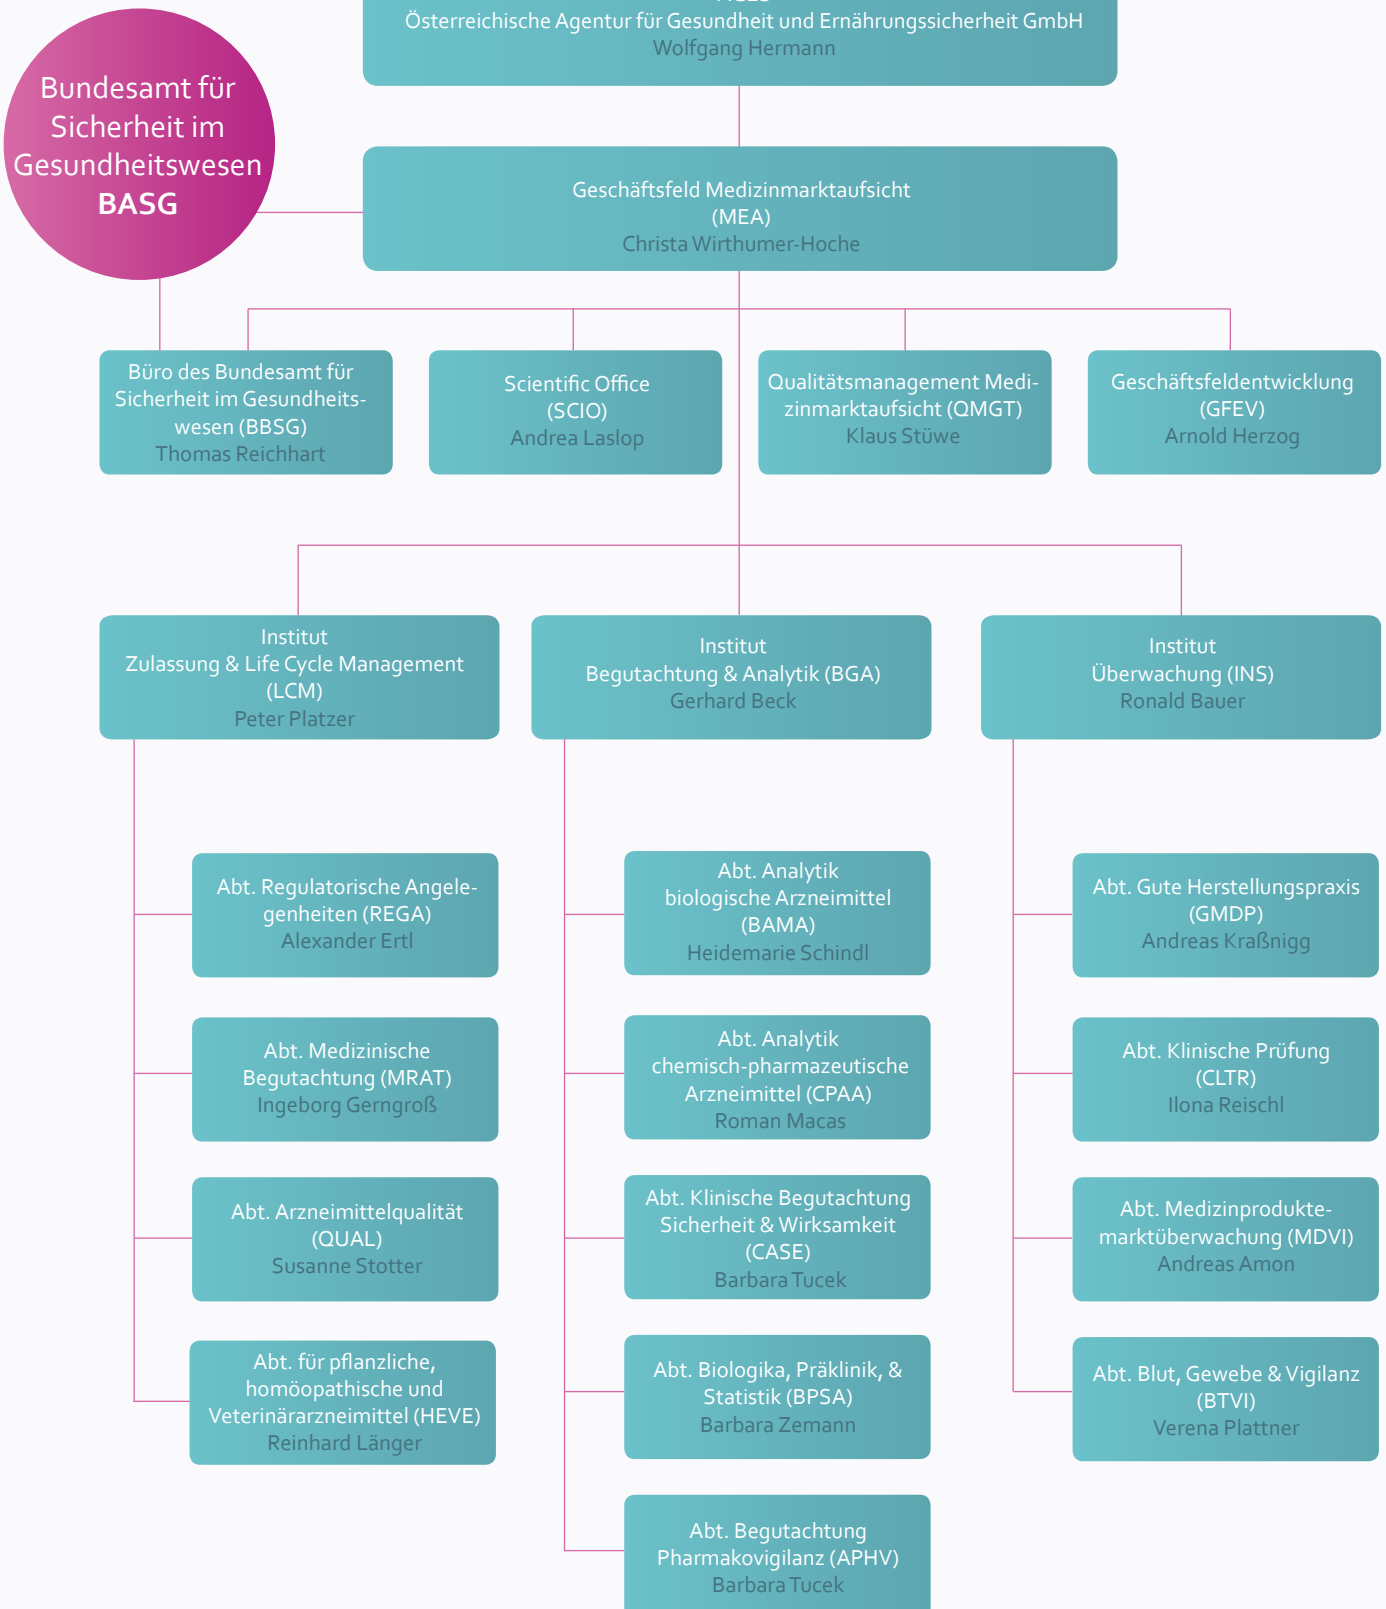 Österreichische Agentur für Gesundheit und Ernährungssicherheit GmbH
Wolfgang Hermann
Bundesamt für
Sicherheit im
Gesundheitswesen
BASG
Geschäftsfeld Medizinmarktaufsicht
(MEA)
Christa Wirthumer-Hoche
Büro des Bundesamt für
Sicherheit im Gesundheits-
wesen (BBSG)
Thomas Reichhart
Scientific Office
(SCIO)
Andrea Laslop
Qualitätsmanagement Medi-
zinmarktaufsicht (QMGT)
Klaus Stüwe
Geschäftsfeldentwicklung
(GFEV)
Arnold Herzog
Institut
Zulassung & Life Cycle Management
(LCM)
Peter Platzer
Institut
Begutachtung & Analytik (BGA)
Gerhard Beck
Institut
Überwachung (INS)
Ronald Bauer
Abt. Regulatorische Angele-
genheiten (REGA)
Alexander Ertl
Abt. Medizinische
Begutachtung (MRAT)
Ingeborg Gerngroß
Abt. Arzneimittelqualität
(QUAL)
Susanne Stotter
Abt. für pflanzliche,
homöopathische und
Veterinärarzneimittel (HEVE)
Reinhard Länger
Abt. Analytik
biologische Arzneimittel
(BAMA)
Heidemarie Schindl
Abt. Analytik
chemisch-pharmazeutische
Arzneimittel (CPAA)
Roman Macas
Abt. Klinische Begutachtung
Sicherheit & Wirksamkeit
(CASE)
Barbara Tucek
Abt. Biologika, Präklinik, &
Statistik (BPSA)
Barbara Zemann
Abt. Begutachtung
Pharmakovigilanz (APHV)
Barbara Tucek
Abt. Gute Herstellungspraxis
(GMDP)
Andreas Kraßnigg
Abt. Klinische Prüfung
(CLTR)
Ilona Reischl
Abt. Medizinprodukte-
marktüberwachung (MDVI)
Andreas Amon
Abt. Blut, Gewebe & Vigilanz
(BTVI)
Verena Plattner